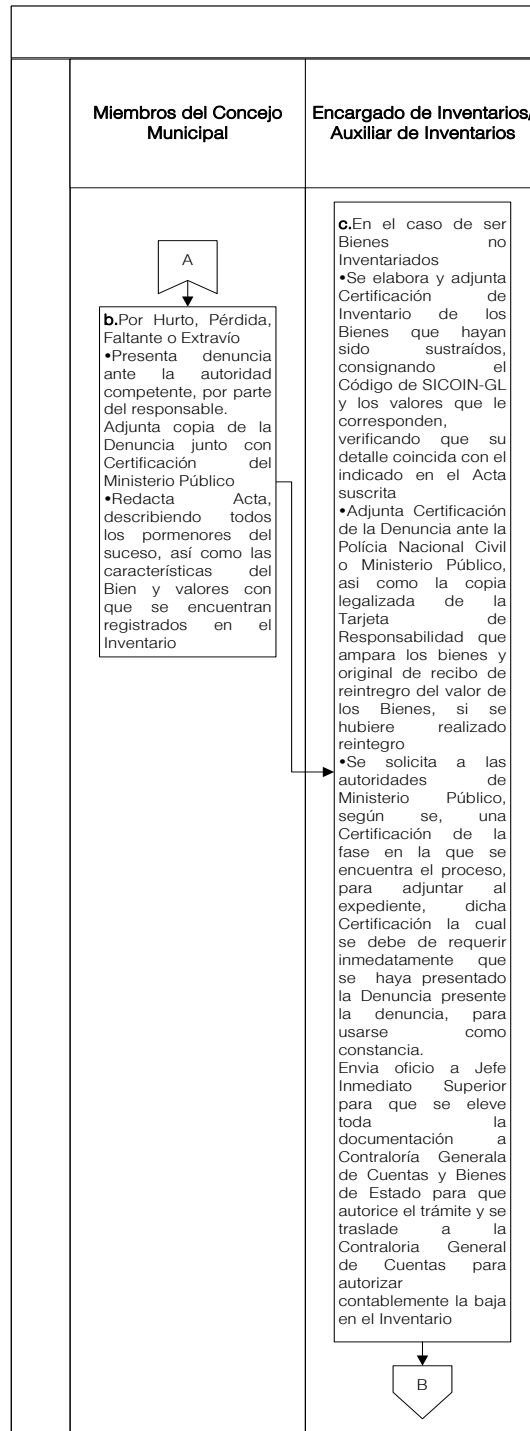 Miembros del Concejo
Municipal
Encargado de Inventarios/
Auxiliar de Inventarios
A
b.Por Hurto, Pérdida,
Faltante o Extravío
•Presenta denuncia
ante la autoridad
competente, por parte
del responsable.
Adjunta copia de la
Denuncia junto con
Certificación del
Ministerio Público
•Redacta Acta,
describiendo todos
los pormenores del
suceso, así como las
características del
Bien y valores con
que se encuentran
registrados en el
Inventario
c.En el caso de ser
Bienes no
Inventariados
•Se elabora y adjunta
Certificación de
Inventario de los
Bienes que hayan
sido sustraídos,
consignando el
Código de SICOIN-GL
y los valores que le
corresponden,
verificando que su
detalle coincida con el
indicado en el Acta
suscrita
•Adjunta Certificación
de la Denuncia ante la
Polícia Nacional Civil
o Ministerio Público,
asi como la copia
legalizada de la
Tarjeta de
Responsabilidad que
ampara los bienes y
original de recibo de
reintregro del valor de
los Bienes, si se
hubiere realizado
reintegro
•Se solicita a las
autoridades de
Ministerio Público,
según se, una
Certificación de la
fase en la que se
encuentra el proceso,
para adjuntar al
expediente, dicha
Certificación la cual
se debe de requerir
inmedatamente que
se haya presentado
la Denuncia presente
la denuncia, para
usarse como
constancia.
Envia oficio a Jefe
Inmediato Superior
para que se eleve
toda la
documentación a
Contraloría Generala
de Cuentas y Bienes
de Estado para que
autorice el trámite y se
traslade a la
Contraloria General
de Cuentas para
autorizar
contablemente la baja
en el Inventario
B